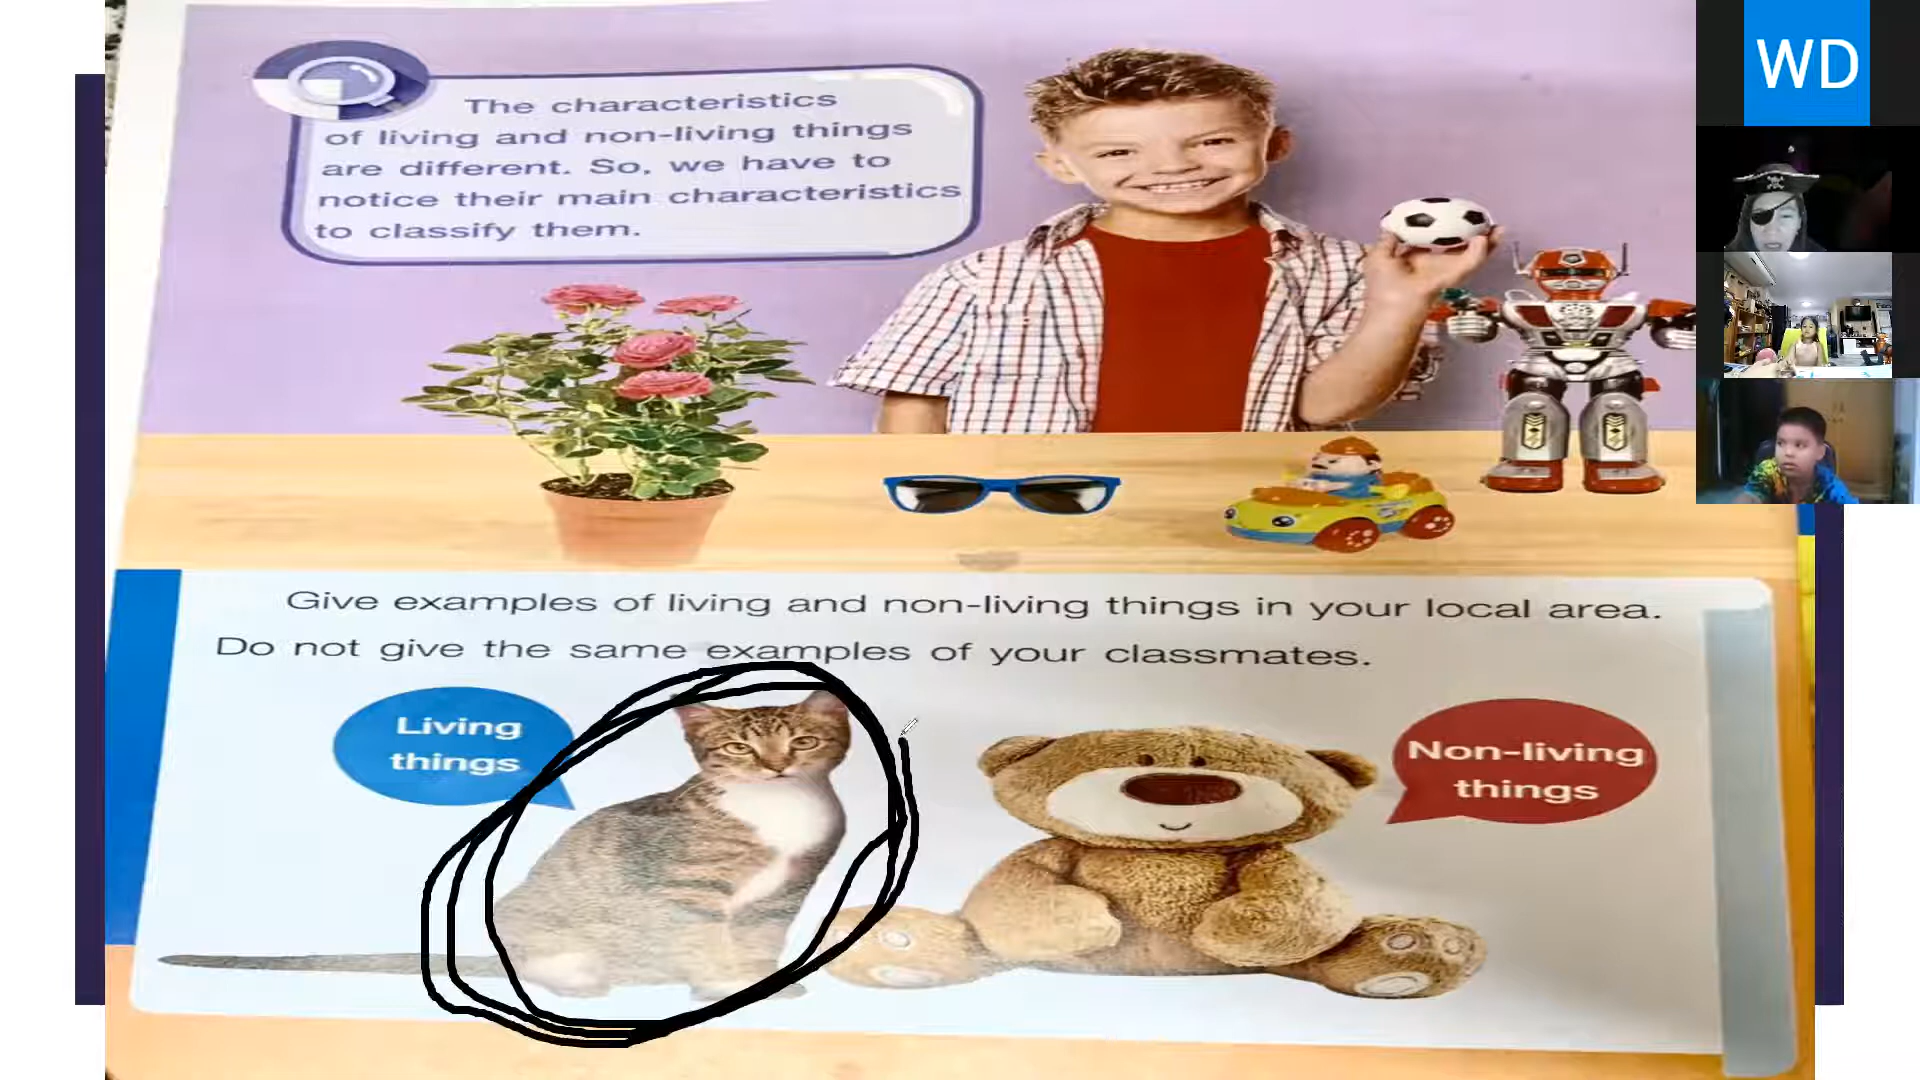 The characteristics
of living and non-living things
are different. So, we have to
notice their main characteristics
to classify them.
WD
Give examples of living and non-living things in your local area.
Do not give the same examples of your classmates.
Living
things
Non-living
things